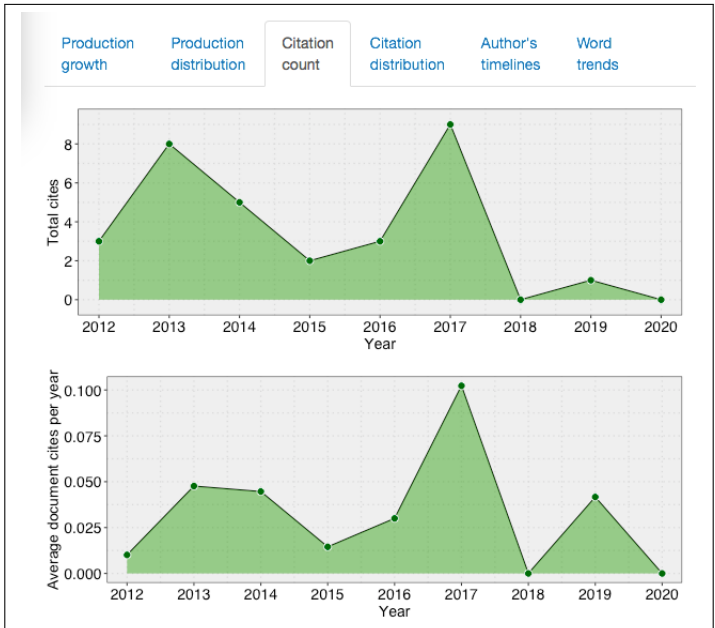 Production growth
Production distribution
Citation count
Citation distribution
Author's timelines
Word trends
Total cites
8
6
4
2
0
2012 2013 2014 2015 2016 2017 2018 2019 2020
Year
Average document cites per year
0.100
0.075
0.050
0.025
0.000
2012 2013 2014 2015 2016 2017 2018 2019 2020
Year